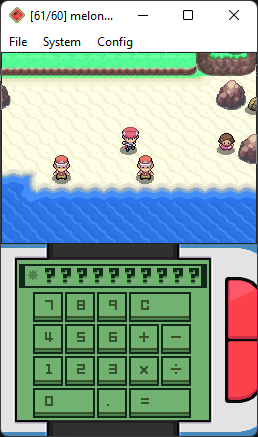 [61/60] melon...
File System Config
*??????????
7 8 9 C
4 5 6 + -
1 2 3 × ÷
0 . =